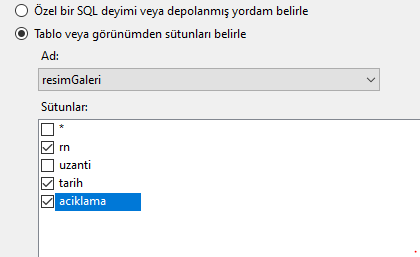 Özel bir SQL deyimi veya depolanmış yordam belirle
Tablo veya görünümden sütunları belirle
Ad:
resimGaleri
Sütunlar:
*
rn
uzanti
tarih
aciklama